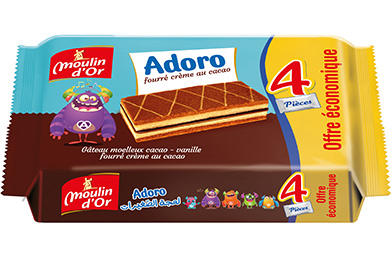 Moulin
d'Or
Adoro
fourré crème au cacao
4
Pièces
Offre économique
Gâteau moelleux cacao - vanille
fourré crème au cacao
Moulin
d'Or
Adoro
4
Pièces
Offre
économique